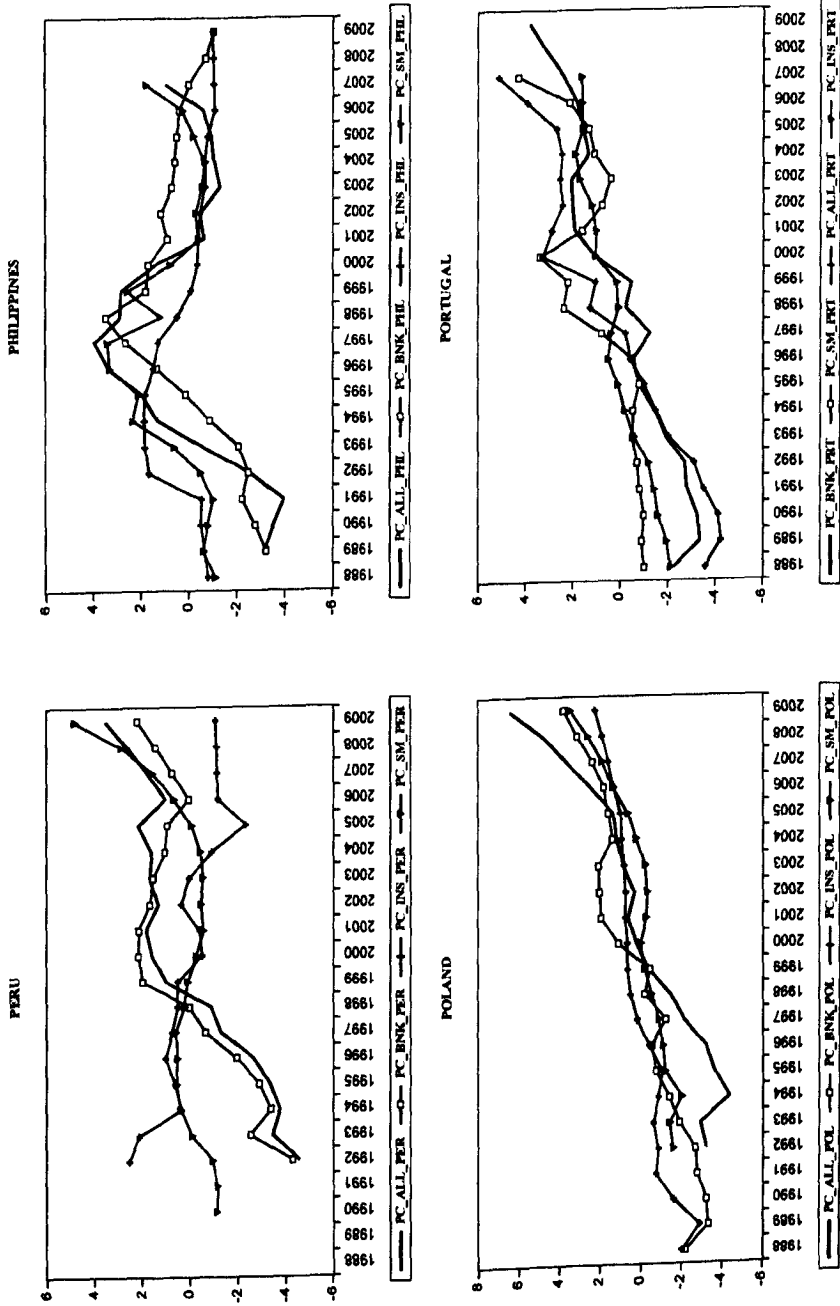 PERU
6
4
2
0
-2
-4
-6
1988 1989 1990 1991 1992 1993 1994 1995 1996 1997 1998 1999 2000 2001 2002 2003 2004 2005 2006 2007 2008 2009
PC_ALL_PER PC_BNK_PER PC_INS_PER PC_SM_PER
PHILIPPINES
6
4
2
0
-2
-4
-6
1988 1989 1990 1991 1992 1993 1994 1995 1996 1997 1998 1999 2000 2001 2002 2003 2004 2005 2006 2007 2008 2009
PC_ALL_PHL PC_BNK_PHL PC_INS_PHL PC_SM_PHL
POLAND
8
6
4
2
0
-2
-4
-6
1988 1989 1990 1991 1992 1993 1994 1995 1996 1997 1998 1999 2000 2001 2002 2003 2004 2005 2006 2007 2008 2009
PC_ALL_POL PC_BNK_POL PC_INS_POL PC_SM_POL
PORTUGAL
6
4
2
0
-2
-4
-6
1988 1989 1990 1991 1992 1993 1994 1995 1996 1997 1998 1999 2000 2001 2002 2003 2004 2005 2006 2007 2008 2009
PC_BNK_PRT PC_SM_PRT PC_ALL_PRT PC_INS_PRT